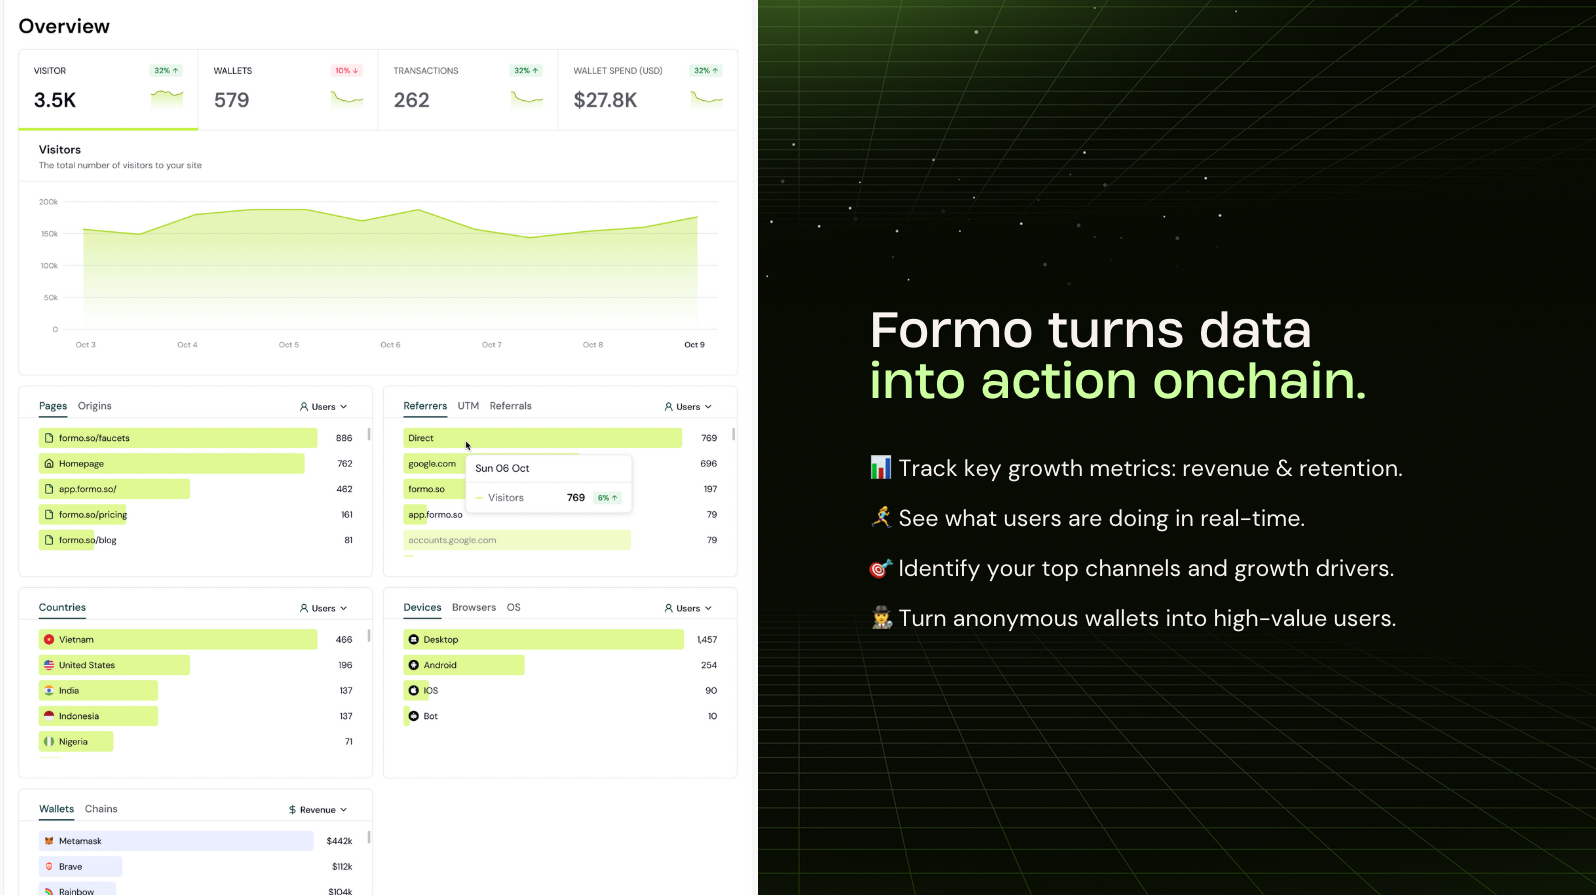 Overview
VISITOR 32% ↑
3.5K
WALLETS 10% ↓
579
TRANSACTIONS 32% ↑
262
WALLET SPEND (USD) 32% ↑
$27.8K
Visitors
The total number of visitors to your site
200k
150k
100k
50k
0
Oct 3 Oct 4 Oct 5 Oct 6 Oct 7 Oct 8 Oct 9
Pages Origins Users
formo.so/faucets 886
Homepage 762
app.formo.so/ 462
formo.so/pricing 161
formo.so/blog 81
Referrers UTM Referrals Users
Direct 769
google.com 696
formo.so 197
app.formo.so 79
accounts.google.com 79
Sun 06 Oct
Visitors 769 6% ↑
Countries Users
Vietnam 466
United States 196
India 137
Indonesia 137
Nigeria 71
Devices Browsers OS Users
Desktop 1,457
Android 254
IOS 90
Bot 10
Wallets Chains $ Revenue
Metamask $442k
Brave $112k
Rainbow $104k
Formo turns data
into action onchain.
📊 Track key growth metrics: revenue & retention.
🏃 See what users are doing in real-time.
🎯 Identify your top channels and growth drivers.
🕵️ Turn anonymous wallets into high-value users.